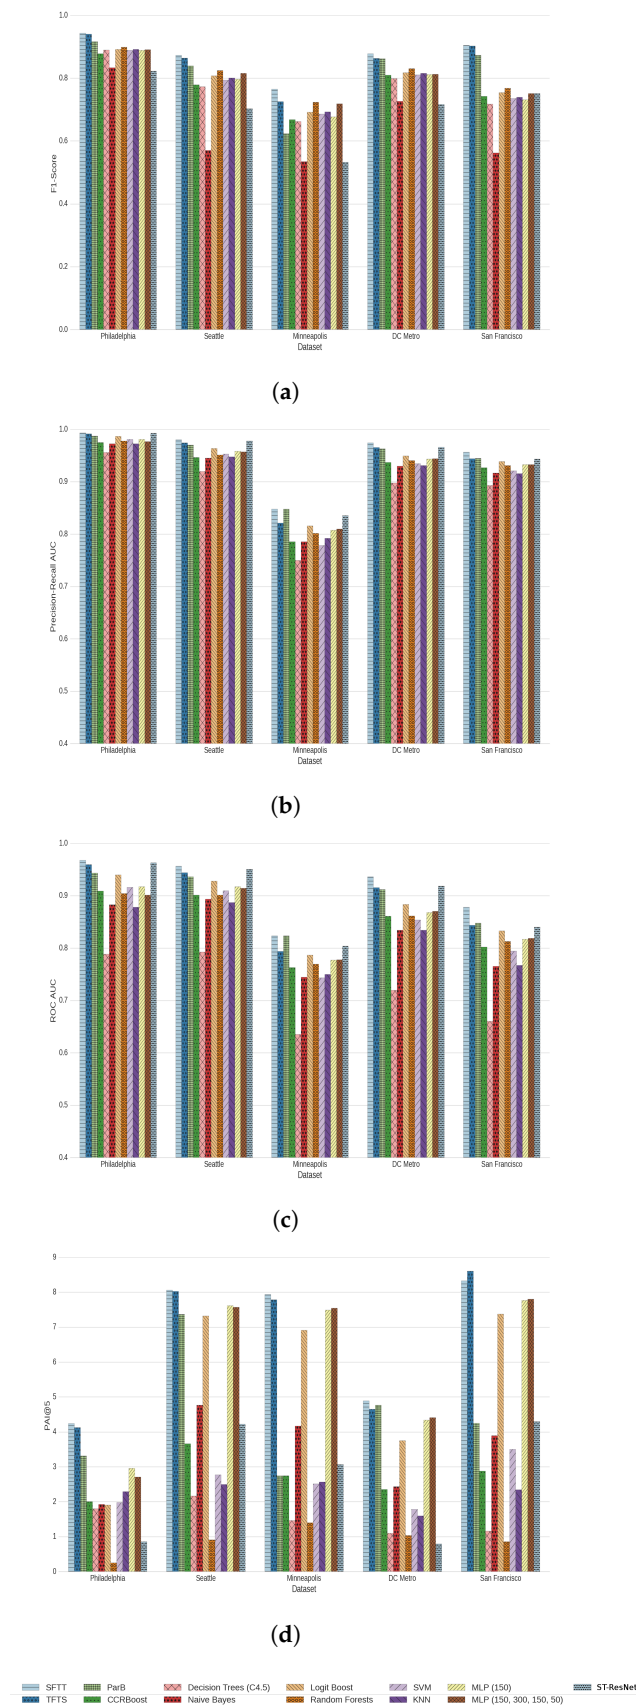 1.0
0.8
0.6
0.4
0.2
0.0
F1-Score
Philadelphia Seattle Minneapolis DC Metro San Francisco
Dataset
(a)
1.0
0.9
0.8
0.7
0.6
0.5
0.4
Precision-Recall AUC
Philadelphia Seattle Minneapolis DC Metro San Francisco
Dataset
(b)
1.0
0.9
0.8
0.7
0.6
0.5
0.4
ROC AUC
Philadelphia Seattle Minneapolis DC Metro San Francisco
Dataset
(c)
9
8
7
6
5
4
3
2
1
0
PAI@5
Philadelphia Seattle Minneapolis DC Metro San Francisco
Dataset
(d)
SFTT ParB Decision Trees (C4.5) Logit Boost SVM MLP (150) ST-ResNet
TFTS CCRBoost Naive Bayes Random Forests KNN MLP (150, 300, 150, 50)